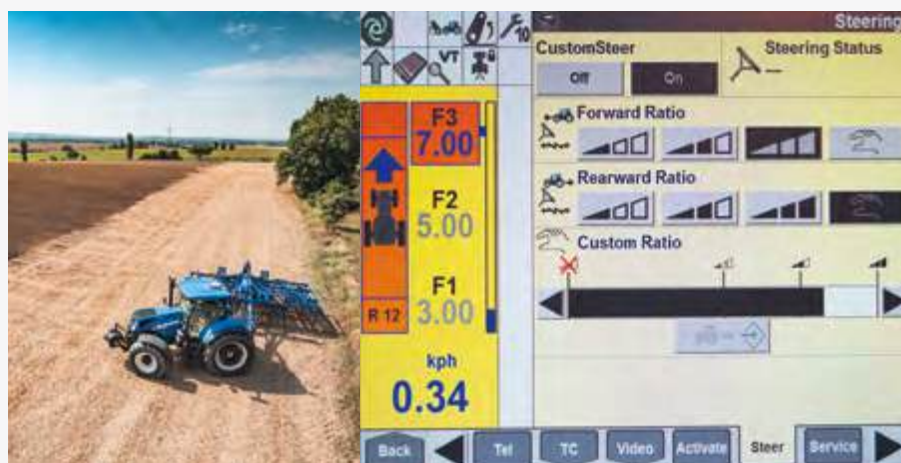 Steering
10
VT
CustomSteer
Steering Status
Off
On
F3
7.00
Forward Ratio
F2
5.00
Rearward Ratio
Custom Ratio
F1
3.00
R 12
kph
0.34
Back
Tel
TC
Video
Activate
Steer
Service